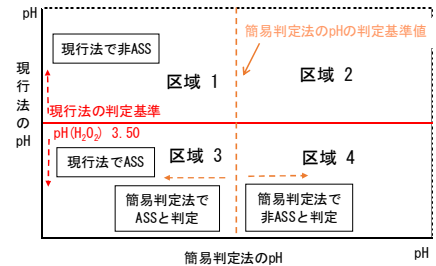 pH
現行法で非ASS
簡易判定法のpHの判定基準値
区域 1
区域 2
現行法のpH
現行法の判定基準
pH(H₂O₂) 3.50
現行法でASS
区域 3
区域 4
簡易判定法で
ASSと判定
簡易判定法で
非ASSと判定
簡易判定法のpH
pH